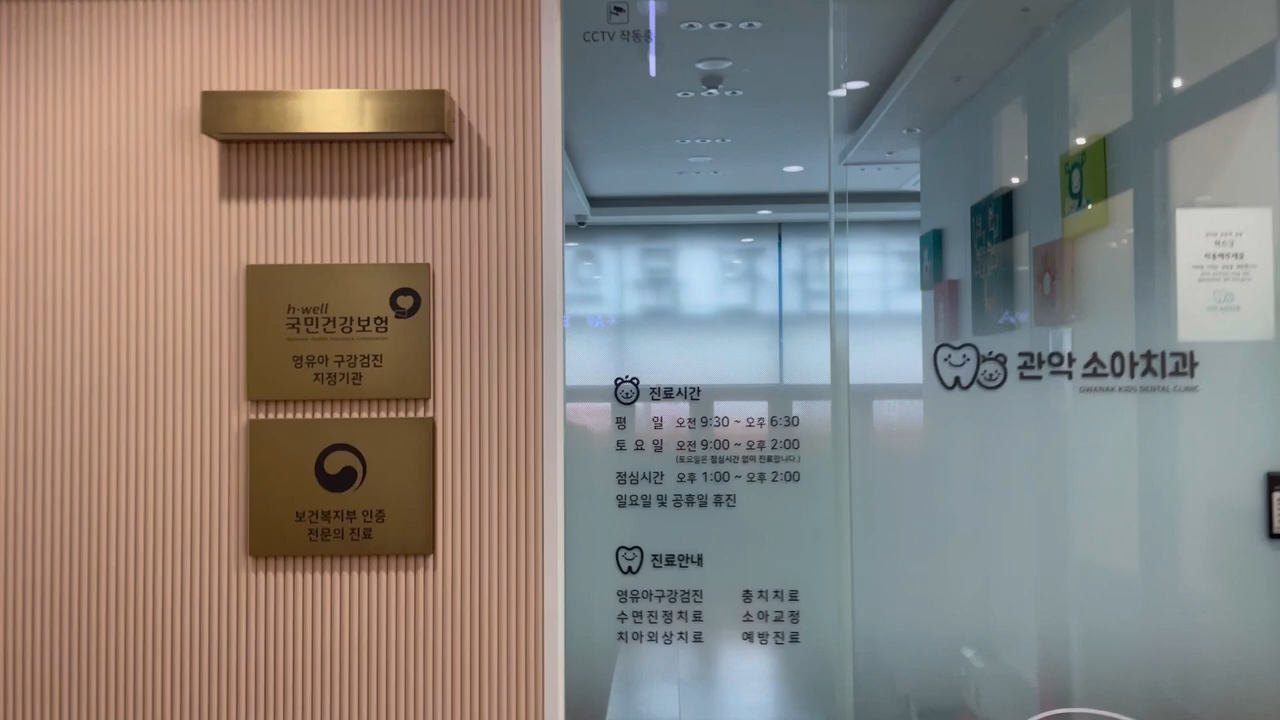 CCTV 작동중
h·well
국민건강보험
영유아 구강검진
지정기관
보건복지부 인증
전문의 진료
진료시간
평 일 오전 9:30 ~ 오후 6:30
토 요 일 오전 9:00 ~ 오후 2:00
(토요일은 점심시간 없이 진료합니다.)
점심시간 오후 1:00 ~ 오후 2:00
일요일 및 공휴일 휴진
진료안내
영유아구강검진 충치치료
수면진정치료 소아교정
치아외상치료 예방진료
관악 소아치과
GWANAK KIDS DENTAL CLINIC